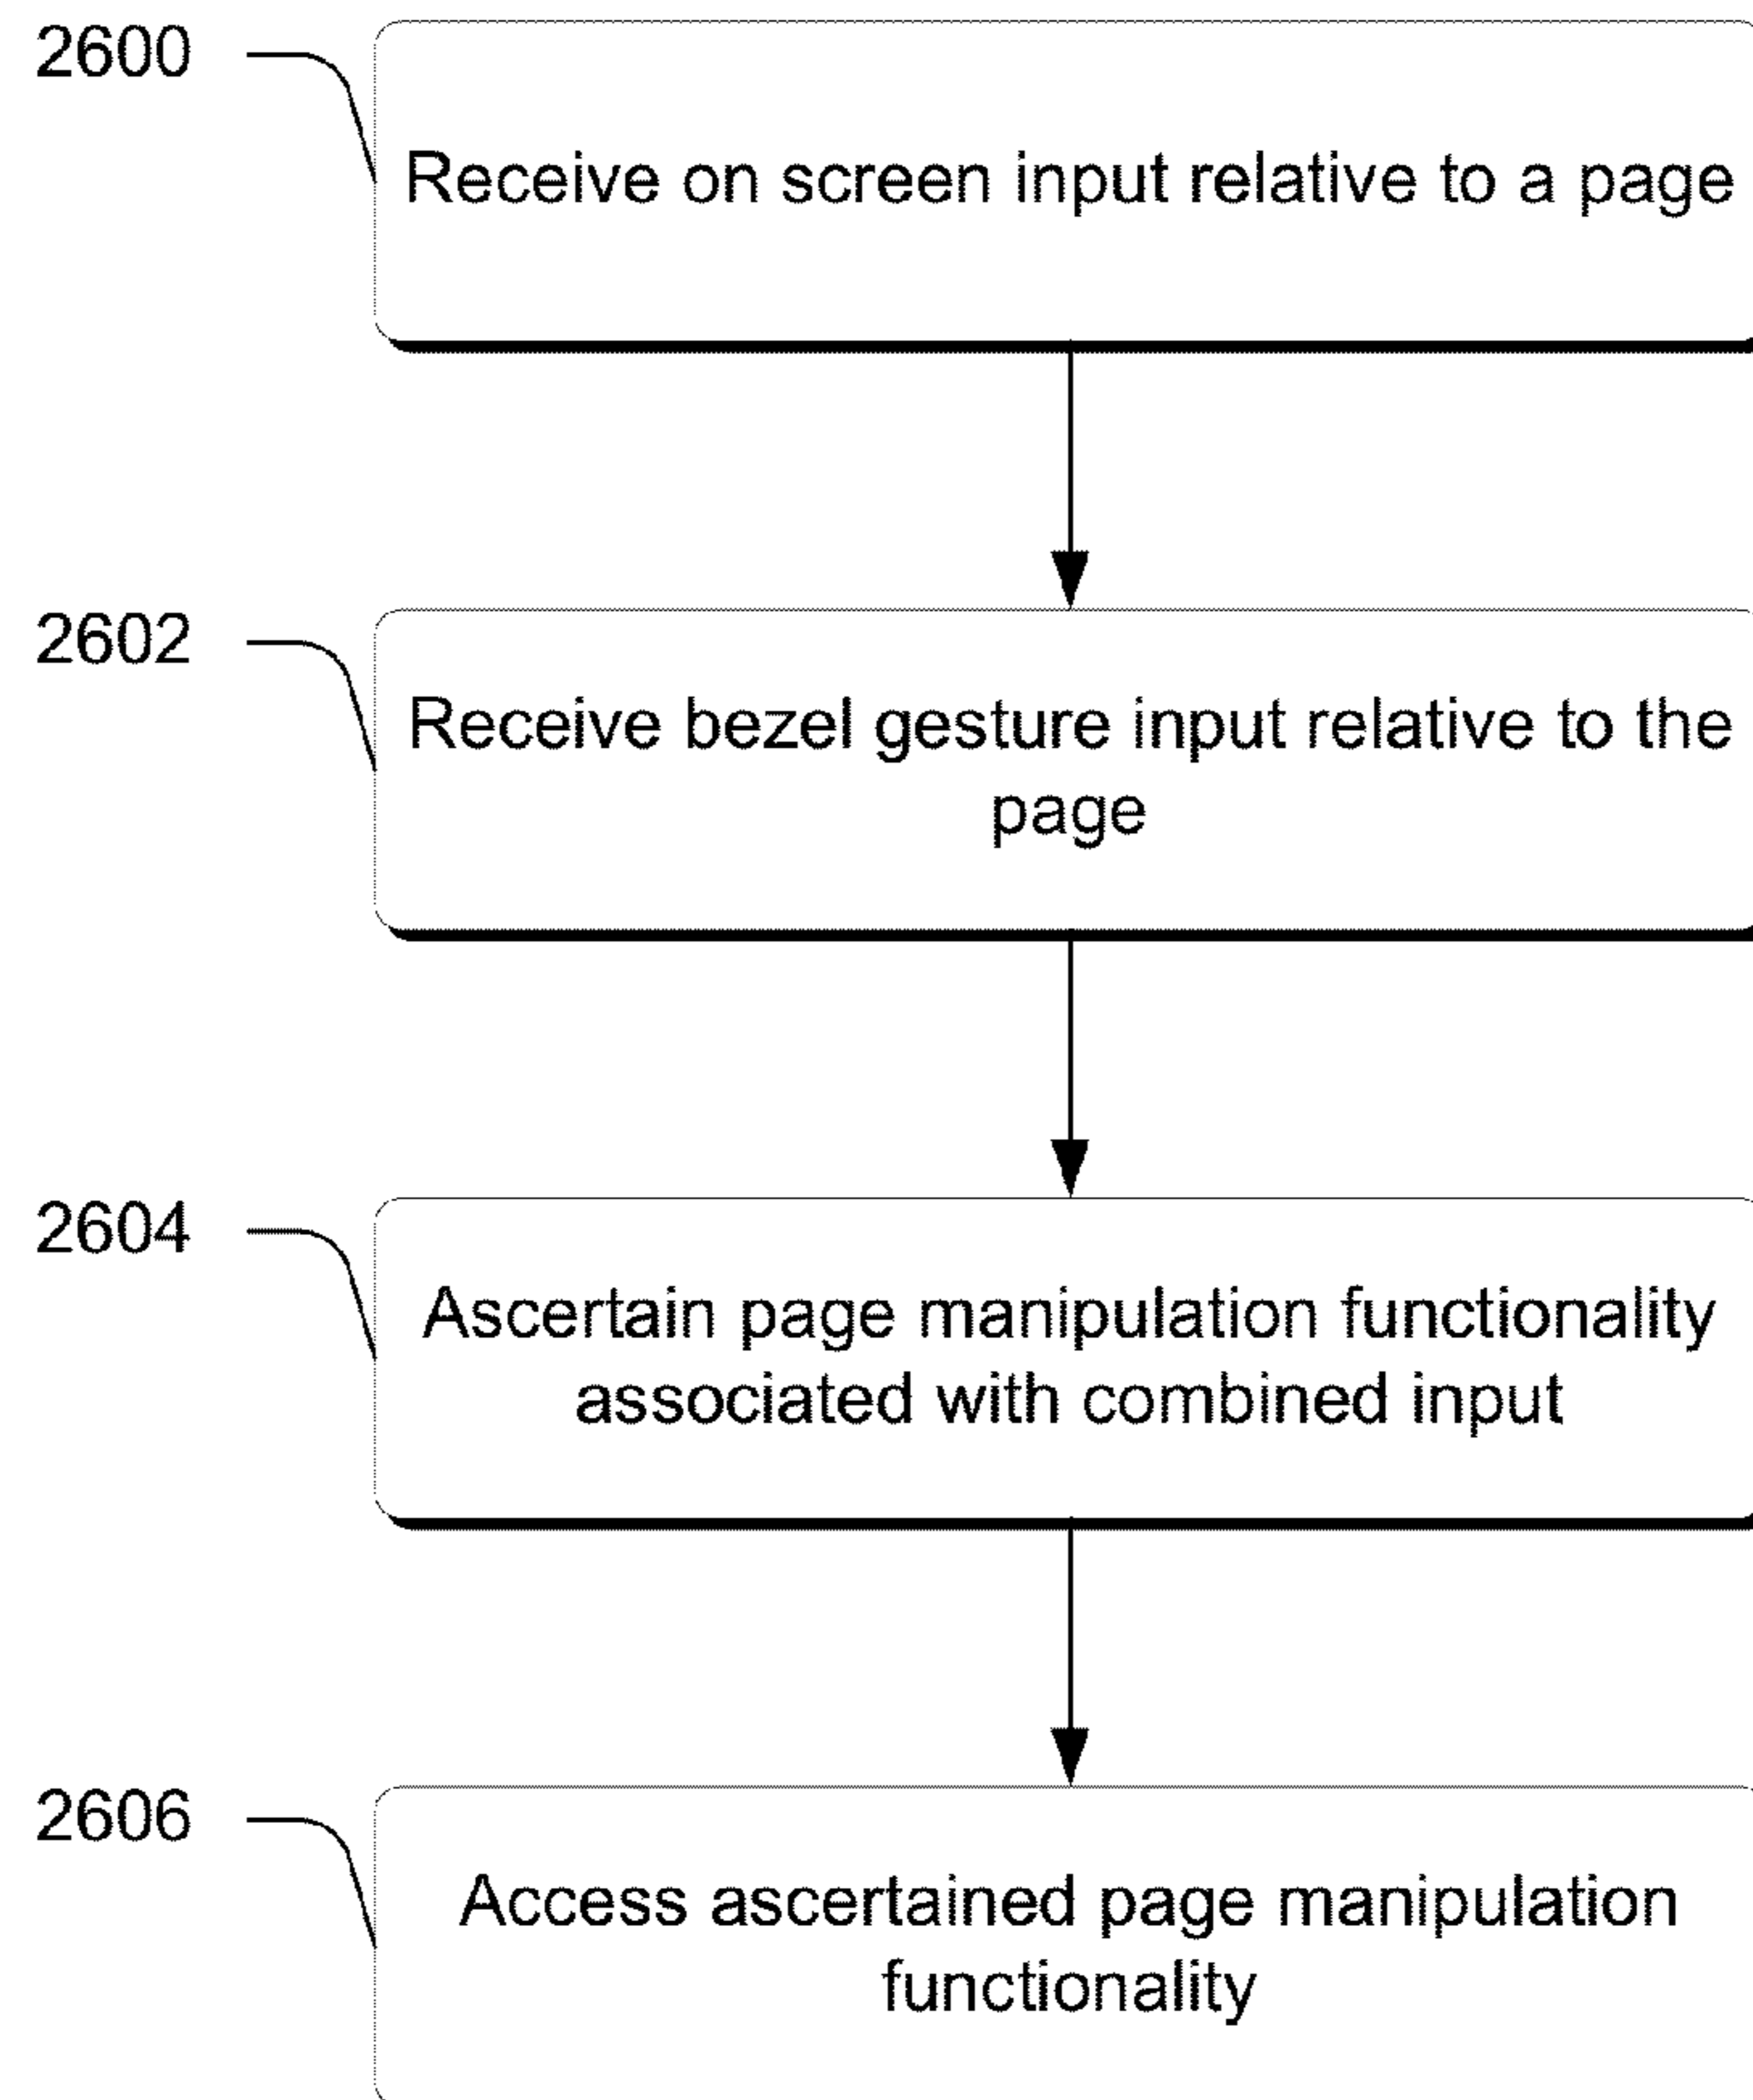 2600
Receive on screen input relative to a page
2602
Receive bezel gesture input relative to the
page
2604
Ascertain page manipulation functionality
associated with combined input
2606
Access ascertained page manipulation
functionality